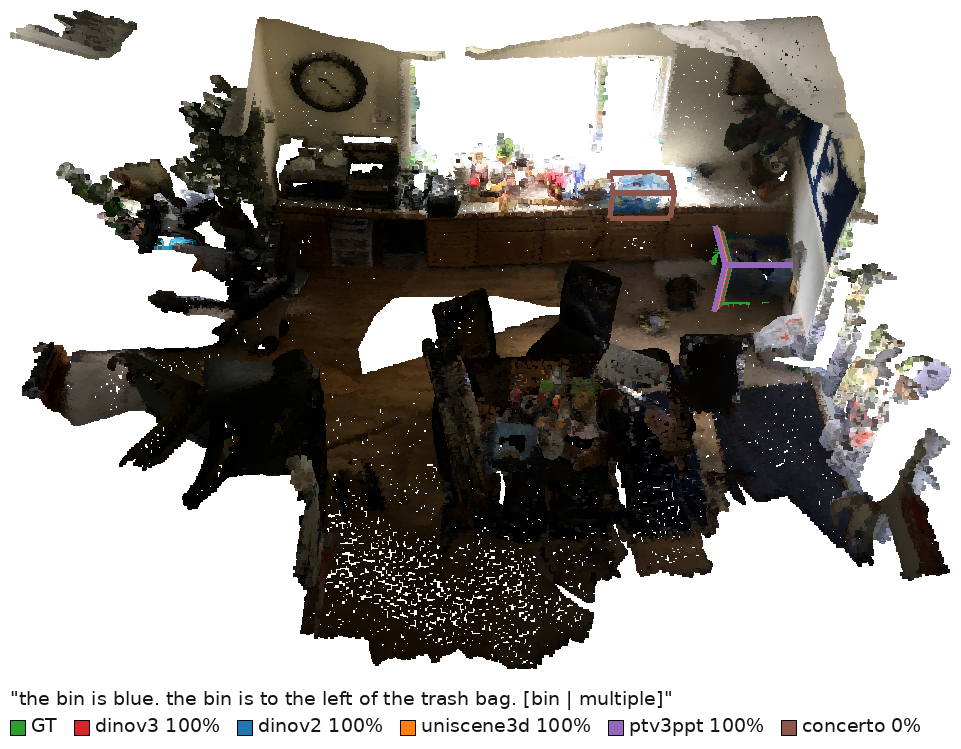 "the bin is blue. the bin is to the left of the trash bag. [bin | multiple]"
GT dinov3 100% dinov2 100% uniscene3d 100% ptv3ppt 100% concerto 0%